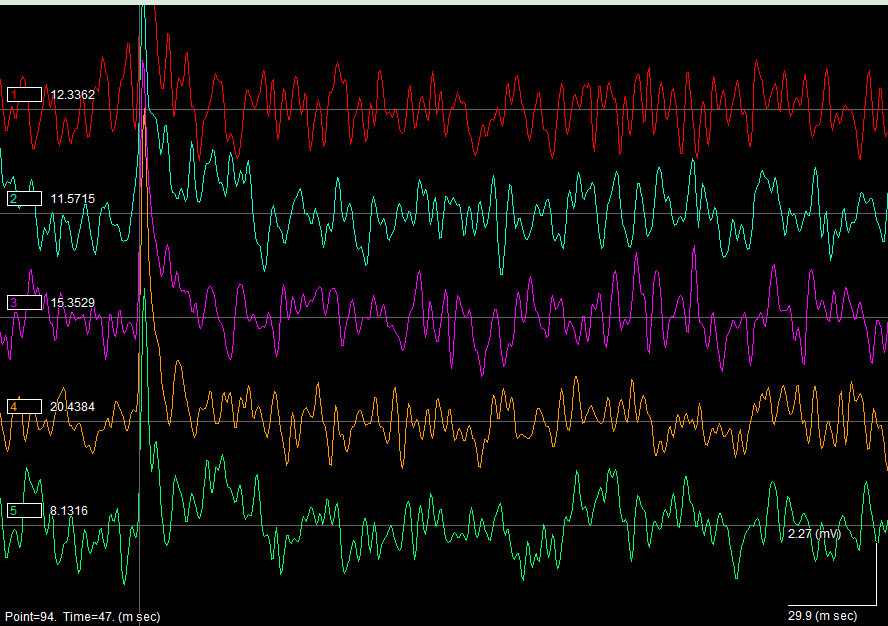 1 12.3362
2 11.5715
3 15.3529
4 20.4384
5 8.1316
2.27 (mV)
Point=94. Time=47. (m sec)
29.9 (m sec)